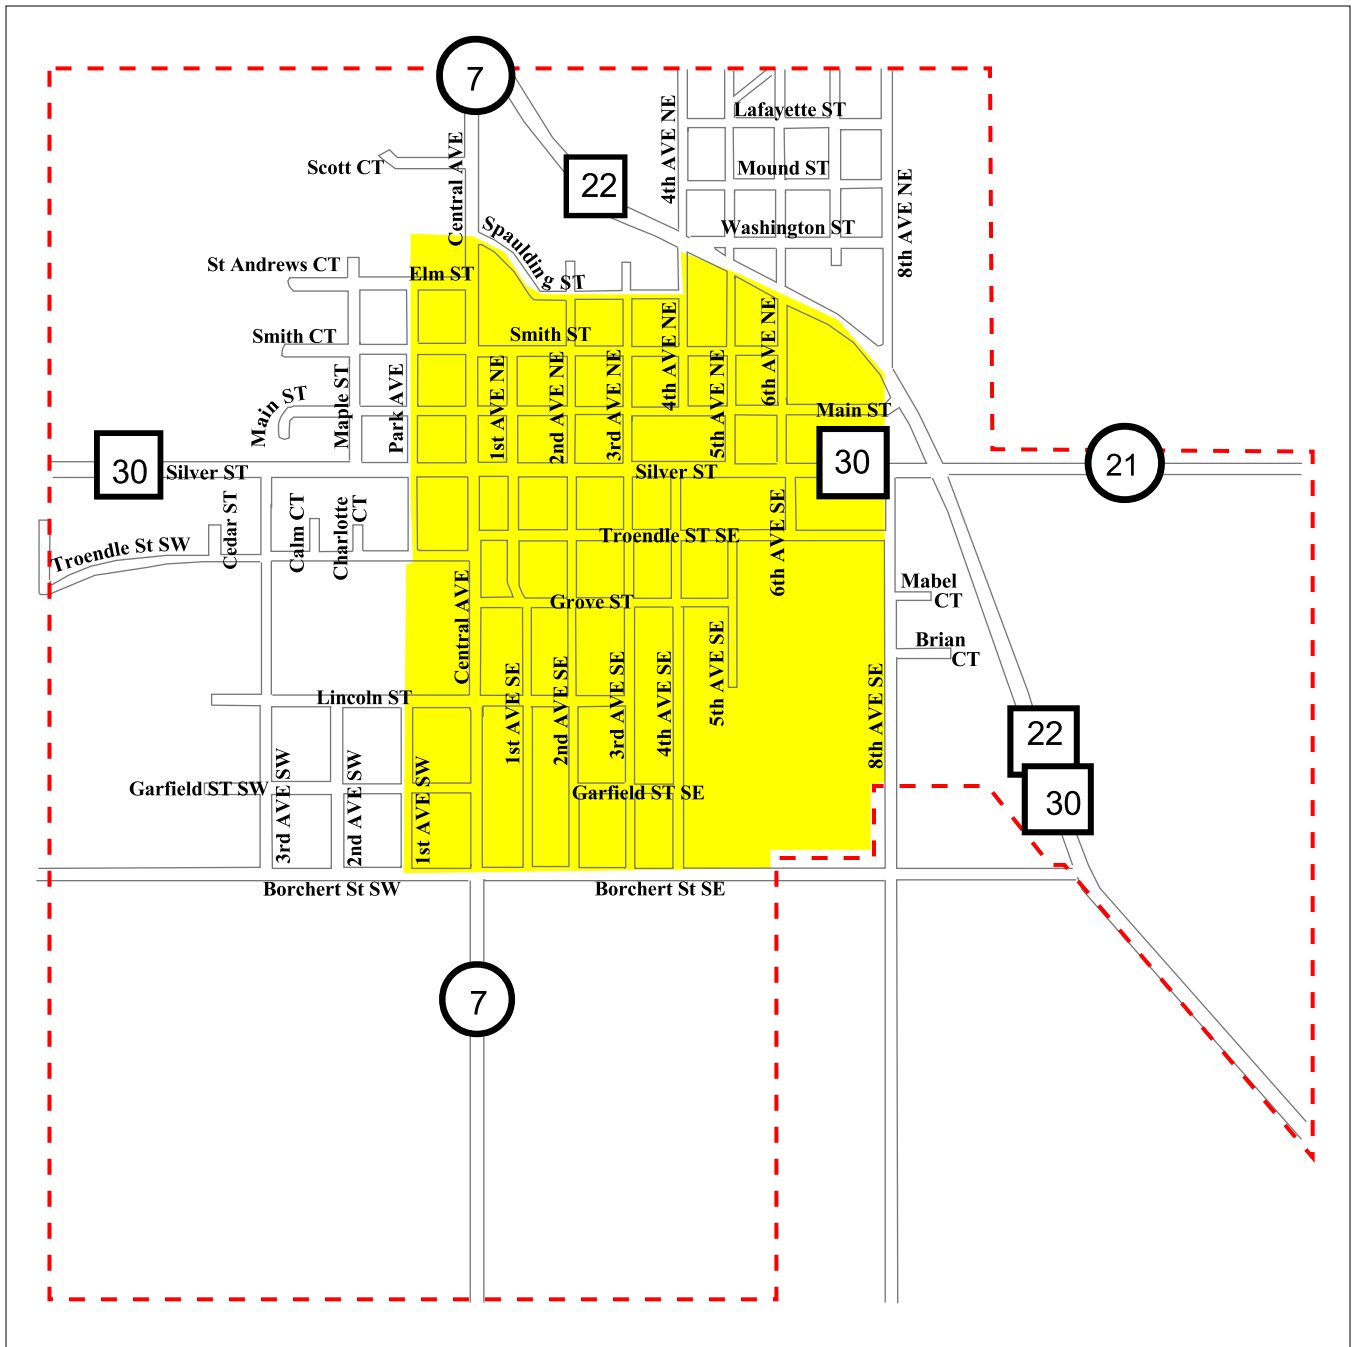 7
Lafayette ST
4th AVE NE
Central AVE
Scott CT
22
Mound ST
8th AVE NE
Washington ST
Spaulding ST
St Andrews CT
Elm ST
Smith CT
Smith ST
4th AVE NE
6th AVE NE
Main ST
Maple ST
Park AVE
1st AVE NE
2nd AVE NE
3rd AVE NE
5th AVE NE
Main ST
30
Silver ST
Silver ST
30
21
Cedar ST
Calm CT
Charlotte
CT
Troendle St SW
Troendle ST SE
6th AVE SE
Mabel
CT
Grove ST
Central AVE
Brian
CT
Lincoln ST
1st AVE SE
2nd AVE SE
3rd AVE SE
4th AVE SE
5th AVE SE
8th AVE SE
22
30
Garfield ST SW
3rd AVE SW
2nd AVE SW
1st AVE SW
Garfield ST SE
Borchert St SW
Borchert St SE
7